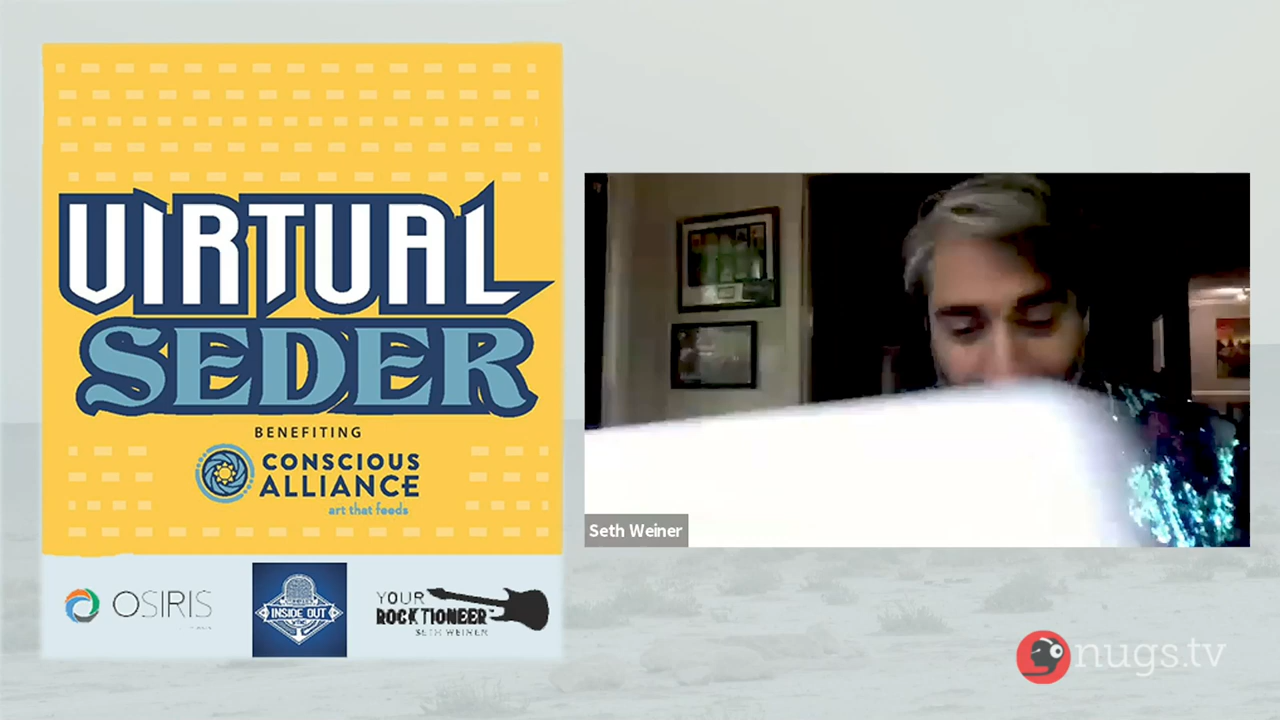 VIRTUAL
SEDER
BENEFITING
CONSCIOUS
ALLIANCE
art that feeds
OSIRIS
INSIDE OUT
YOUR
ROCKTIONEER
SETH WEINER
Seth Weiner
nugs.tv